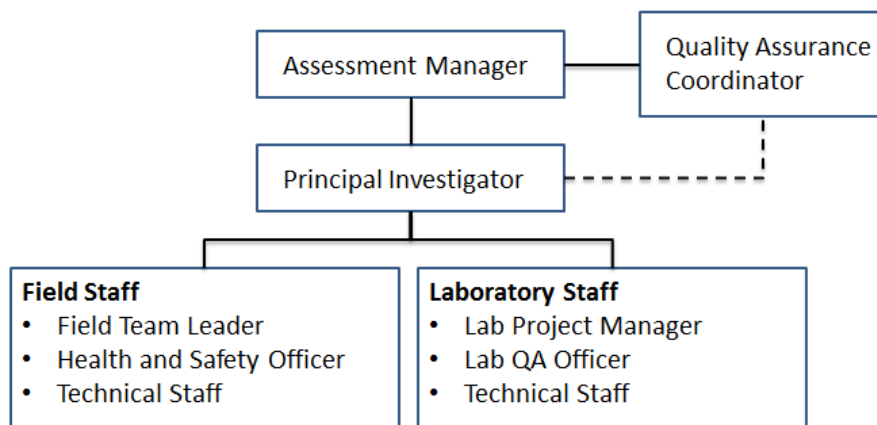 Assessment Manager
Quality Assurance
Coordinator
Principal Investigator
Field Staff
• Field Team Leader
• Health and Safety Officer
• Technical Staff
Laboratory Staff
• Lab Project Manager
• Lab QA Officer
• Technical Staff